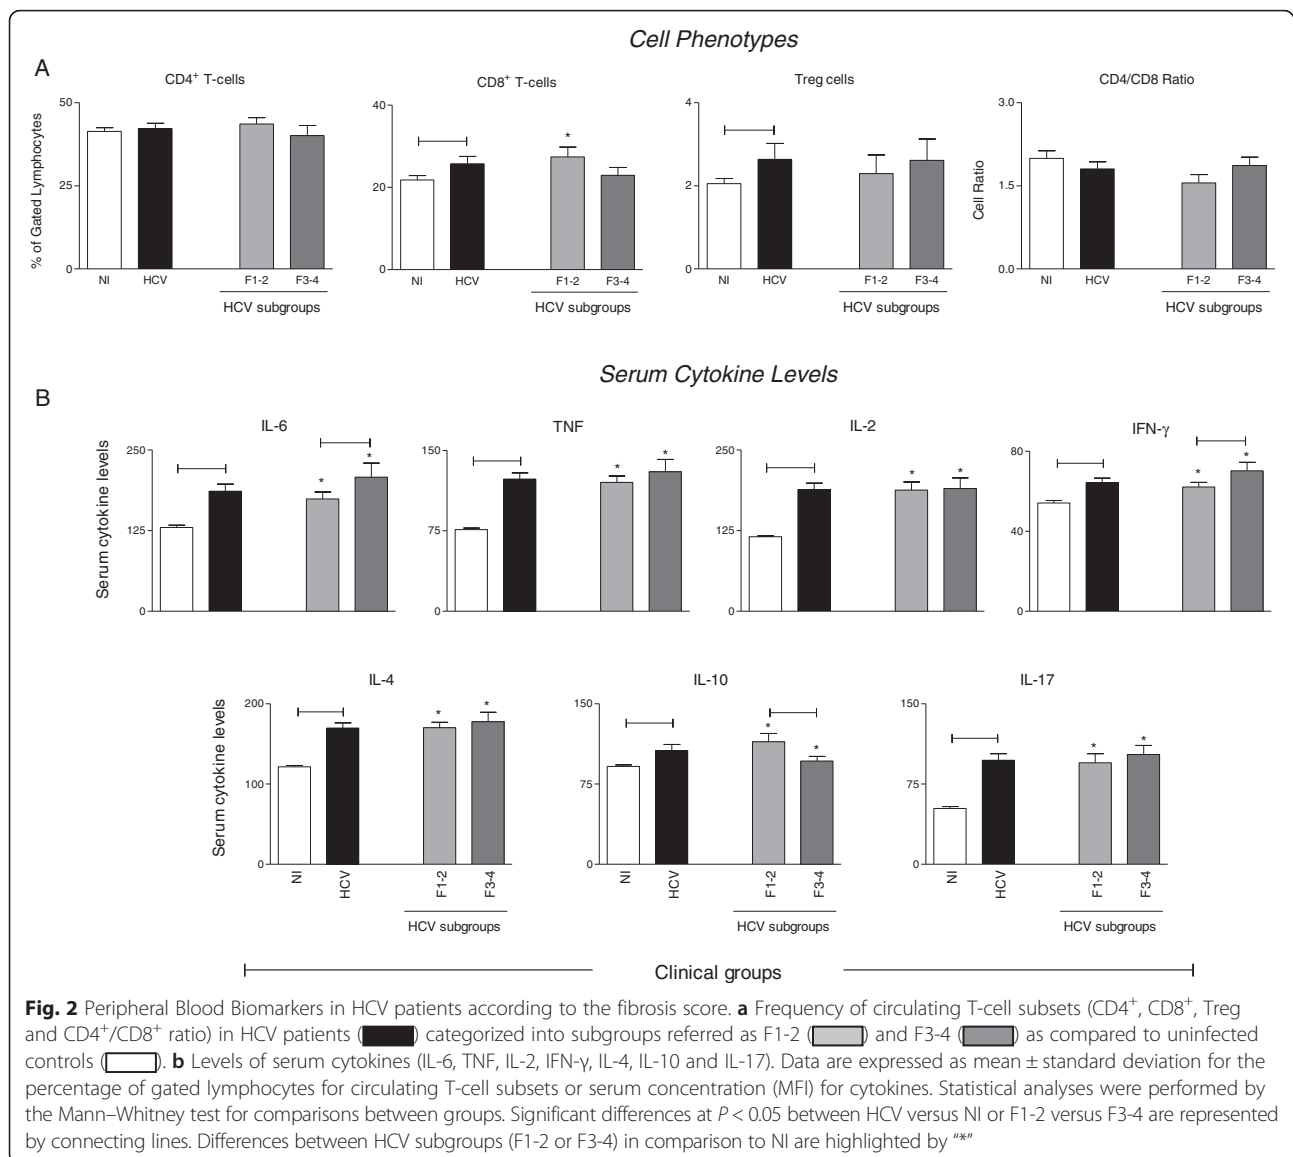 Cell Phenotypes
A
CD4+ T-cells
CD8+ T-cells
Treg cells
CD4/CD8 Ratio
% of Gated Lymphocytes
50
25
0
NI
HCV
F1-2
F3-4
HCV subgroups
40
20
0
NI
HCV
F1-2
F3-4
HCV subgroups
*
4
2
0
NI
HCV
F1-2
F3-4
HCV subgroups
Cell Ratio
3.0
1.5
0.0
NI
HCV
F1-2
F3-4
HCV subgroups
Serum Cytokine Levels
B
IL-6
TNF
IL-2
IFN-γ
Serum cytokine levels
250
125
0
*
*
150
75
0
*
*
250
125
0
*
*
80
40
0
*
*
IL-4
IL-10
IL-17
Serum cytokine levels
200
100
0
*
*
NI
HCV
F1-2
F3-4
HCV subgroups
150
75
0
*
*
NI
HCV
F1-2
F3-4
HCV subgroups
150
75
0
*
*
NI
HCV
F1-2
F3-4
HCV subgroups
Clinical groups
Fig. 2 Peripheral Blood Biomarkers in HCV patients according to the fibrosis score. a Frequency of circulating T-cell subsets (CD4+, CD8+, Treg
and CD4+/CD8+ ratio) in HCV patients ( ) categorized into subgroups referred as F1-2 ( ) and F3-4 ( ) as compared to uninfected
controls ( ). b Levels of serum cytokines (IL-6, TNF, IL-2, IFN-γ, IL-4, IL-10 and IL-17). Data are expressed as mean ± standard deviation for the
percentage of gated lymphocytes for circulating T-cell subsets or serum concentration (MFI) for cytokines. Statistical analyses were performed by
the Mann–Whitney test for comparisons between groups. Significant differences at P < 0.05 between HCV versus NI or F1-2 versus F3-4 are represented
by connecting lines. Differences between HCV subgroups (F1-2 or F3-4) in comparison to NI are highlighted by “*”